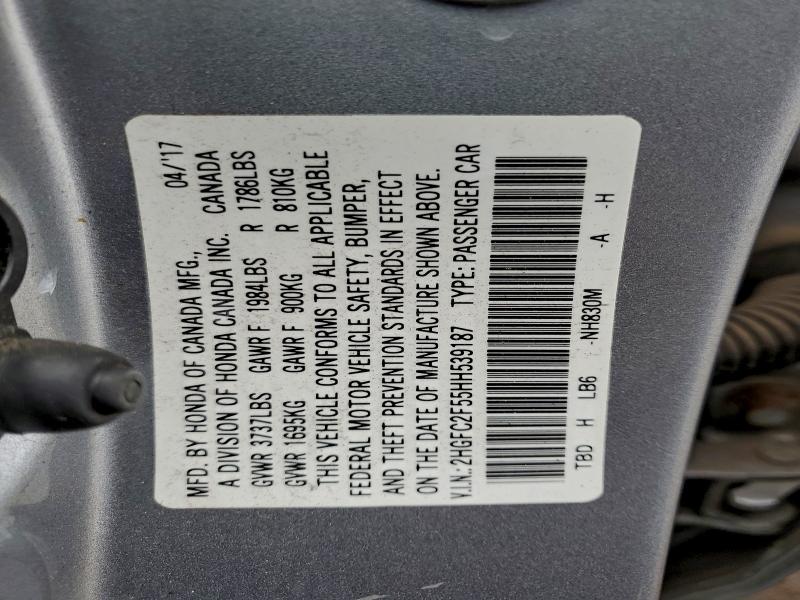 MFD. BY HONDA OF CANADA MFG., 04/'17
A DIVISION OF HONDA CANADA INC. CANADA
GVWR 3737LBS GAWR F 1984LBS R 1786LBS
GVWR 1695KG GAWR F 900KG R 810KG
THIS VEHICLE CONFORMS TO ALL APPLICABLE
FEDERAL MOTOR VEHICLE SAFETY, BUMPER,
AND THEFT PREVENTION STANDARDS IN EFFECT
ON THE DATE OF MANUFACTURE SHOWN ABOVE.
V.I.N.:2HGFC2F55HH539187 TYPE:PASSENGER CAR
TBD H LB6 -NH830M -A -H